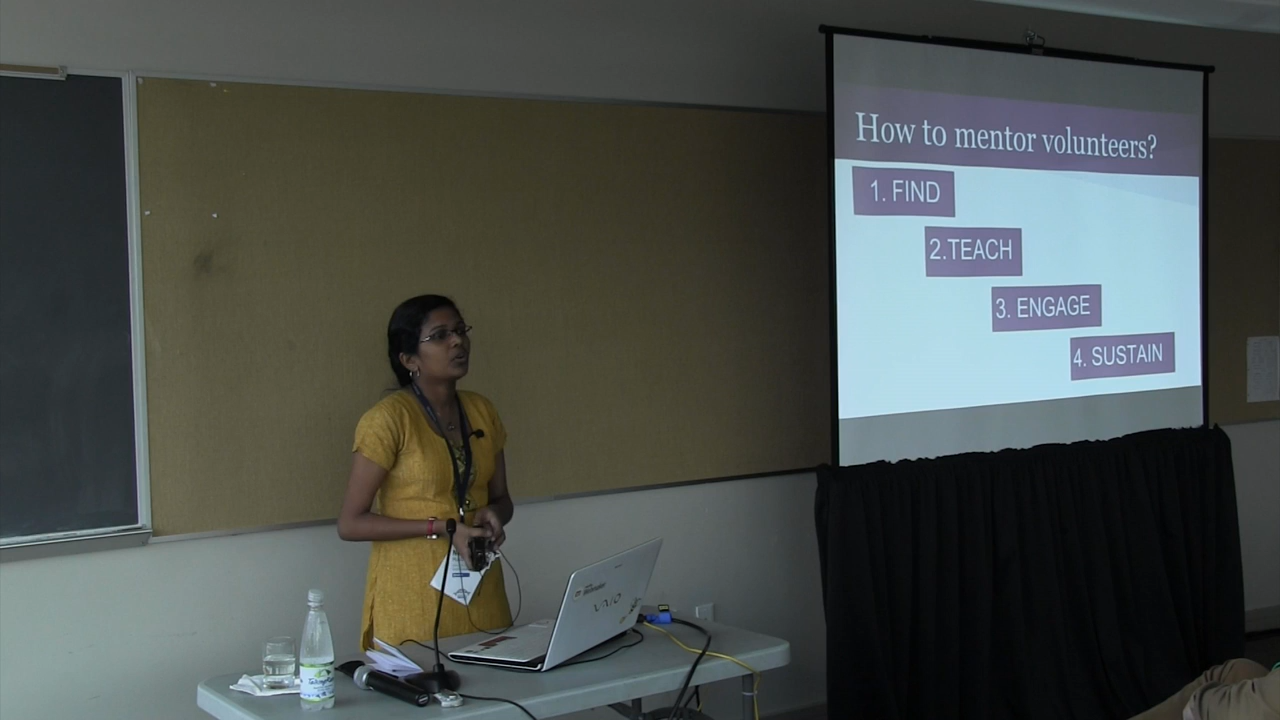 How to mentor volunteers?
1. FIND
2.TEACH
3. ENGAGE
4. SUSTAIN
VAIO